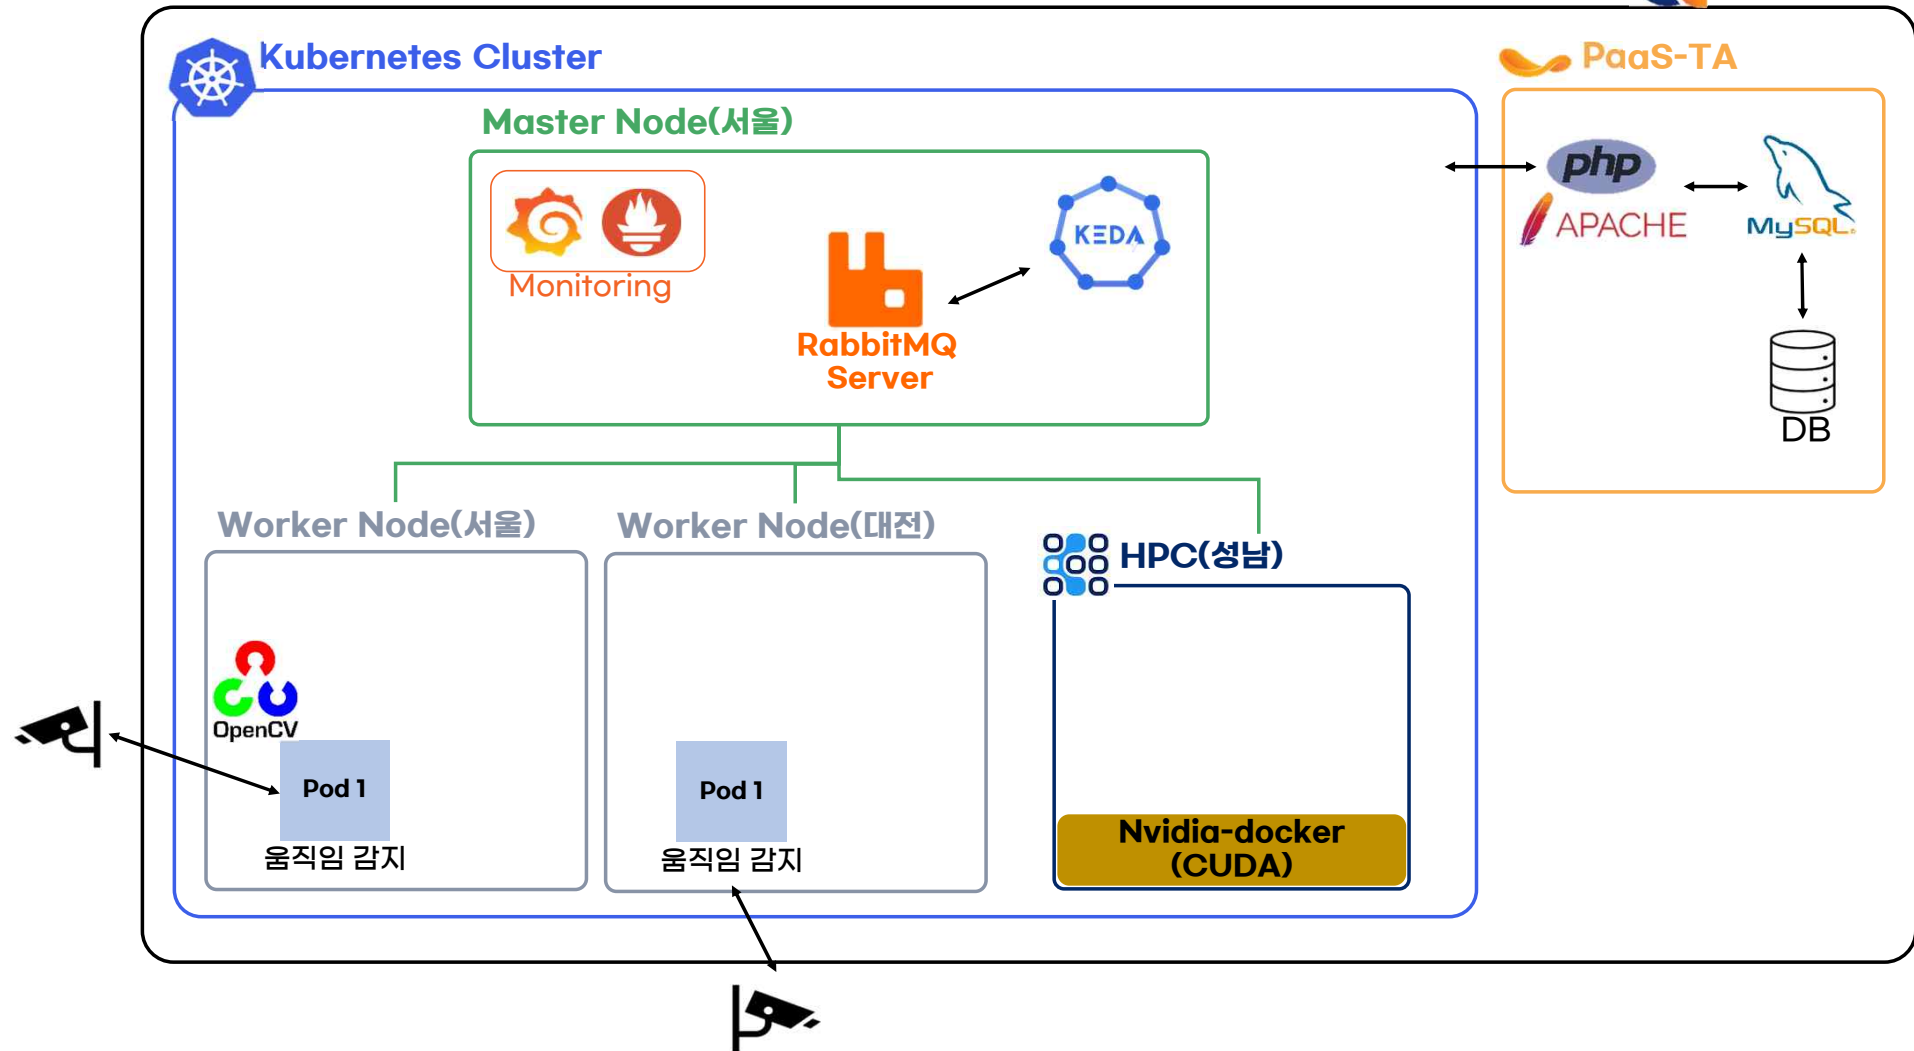 Kubernetes Cluster
PaaS-TA
Master Node(서울)
php
APACHE
MySQL
KEDA
Monitoring
RabbitMQ
Server
DB
Worker Node(서울)
Worker Node(대전)
HPC(성남)
OpenCV
Pod 1
움직임 감지
Pod 1
움직임 감지
Nvidia-docker
(CUDA)